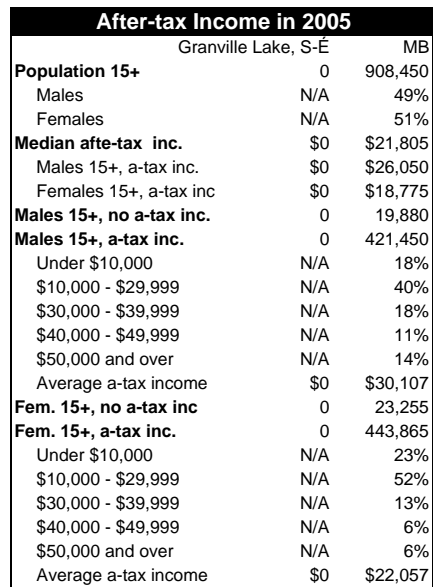 After-tax Income in 2005
Granville Lake, S-É MB
Population 15+ 0 908,450
Males N/A 49%
Females N/A 51%
Median afte-tax inc. $0 $21,805
Males 15+, a-tax inc. $0 $26,050
Females 15+, a-tax inc $0 $18,775
Males 15+, no a-tax inc. 0 19,880
Males 15+, a-tax inc. 0 421,450
Under $10,000 N/A 18%
$10,000 - $29,999 N/A 40%
$30,000 - $39,999 N/A 18%
$40,000 - $49,999 N/A 11%
$50,000 and over N/A 14%
Average a-tax income $0 $30,107
Fem. 15+, no a-tax inc 0 23,255
Fem. 15+, a-tax inc. 0 443,865
Under $10,000 N/A 23%
$10,000 - $29,999 N/A 52%
$30,000 - $39,999 N/A 13%
$40,000 - $49,999 N/A 6%
$50,000 and over N/A 6%
Average a-tax income $0 $22,057